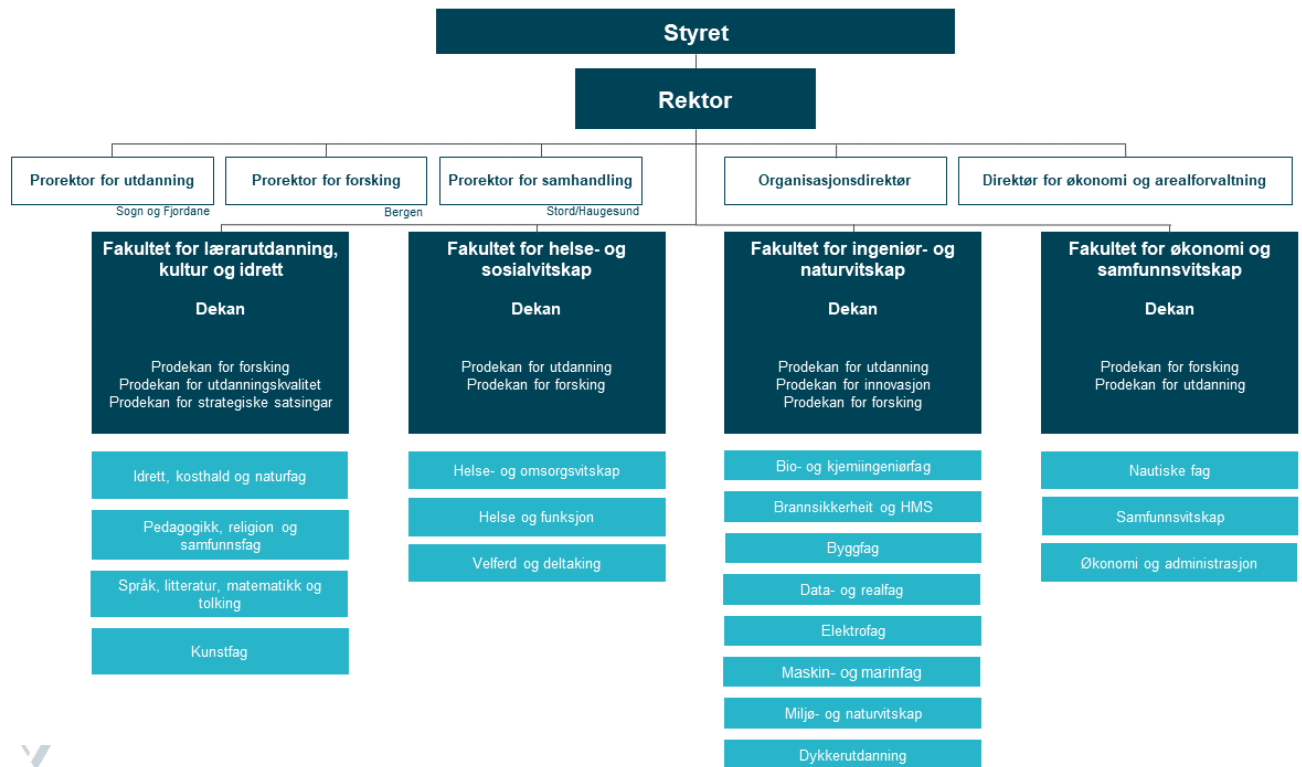 Styret
Rektor
Prorektor for utdanning
Prorektor for forsking
Prorektor for samhandling
Organisasjonsdirektør
Direktør for økonomi og arealforvaltning
Sogn og Fjordane
Bergen
Stord/Haugesund
Fakultet for lærarutdanning,
kultur og idrett
Dekan
Prodekan for forsking
Prodekan for utdanningskvalitet
Prodekan for strategiske satsingar
Idrett, kosthald og naturfag
Pedagogikk, religion og
samfunnsfag
Språk, litteratur, matematikk og
tolking
Kunstfag
Fakultet for helse- og
sosialvitskap
Dekan
Prodekan for utdanning
Prodekan for forsking
Helse- og omsorgsvitskap
Helse og funksjon
Velferd og deltaking
Fakultet for ingeniør- og
naturvitskap
Dekan
Prodekan for utdanning
Prodekan for innovasjon
Prodekan for forsking
Bio- og kjemiingeniørfag
Brannsikkerheit og HMS
Byggfag
Data- og realfag
Elektrofag
Maskin- og marinfag
Miljø- og naturvitskap
Dykkerutdanning
Fakultet for økonomi og
samfunnsvitskap
Dekan
Prodekan for forsking
Prodekan for utdanning
Nautiske fag
Samfunnsvitskap
Økonomi og administrasjon